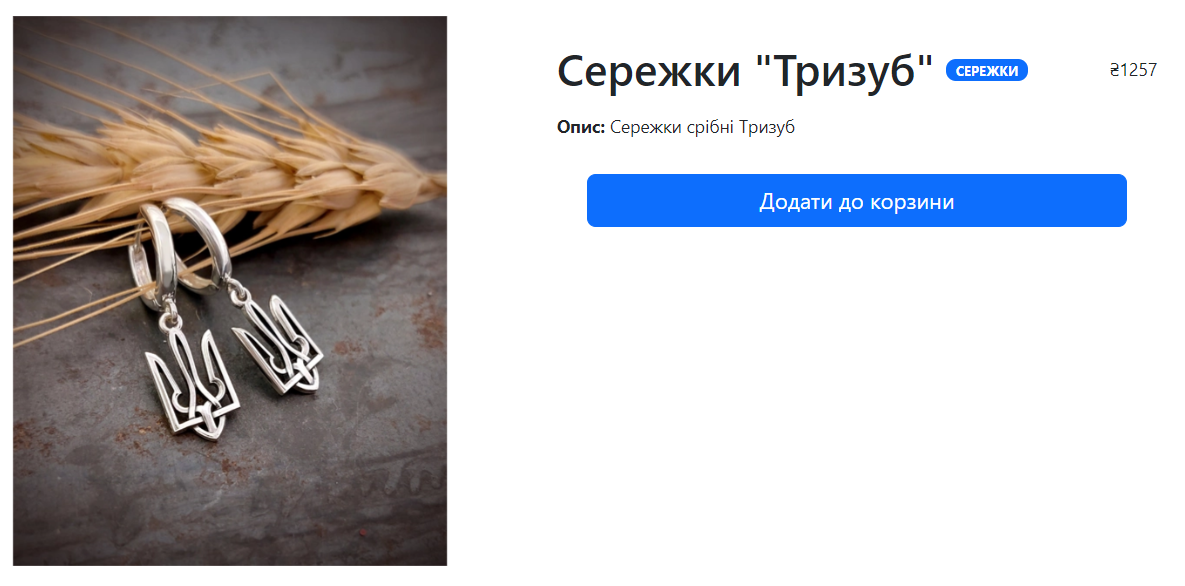 Сережки "Тризуб" СЕРЕЖКИ ₴1257
Опис: Сережки срібні Тризуб
Додати до корзини